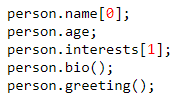 person.name[0];
person.age;
person.interests[1];
person.bio();
person.greeting();